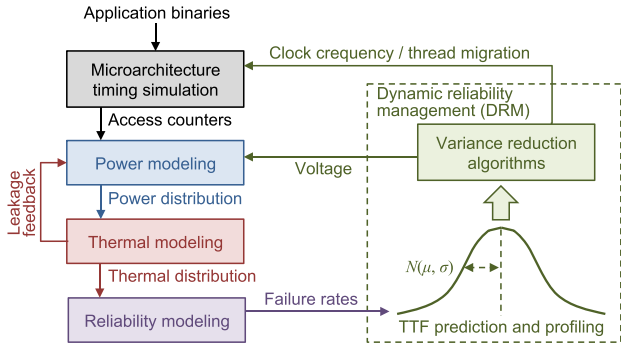 Application binaries
Clock crequency / thread migration
Microarchitecture
timing simulation
Dynamic reliability
management (DRM)
Access counters
Variance reduction
algorithms
Power modeling
Voltage
Leakage
feedback
Power distribution
Thermal modeling
N(μ, σ)
Thermal distribution
Failure rates
Reliability modeling
TTF prediction and profiling